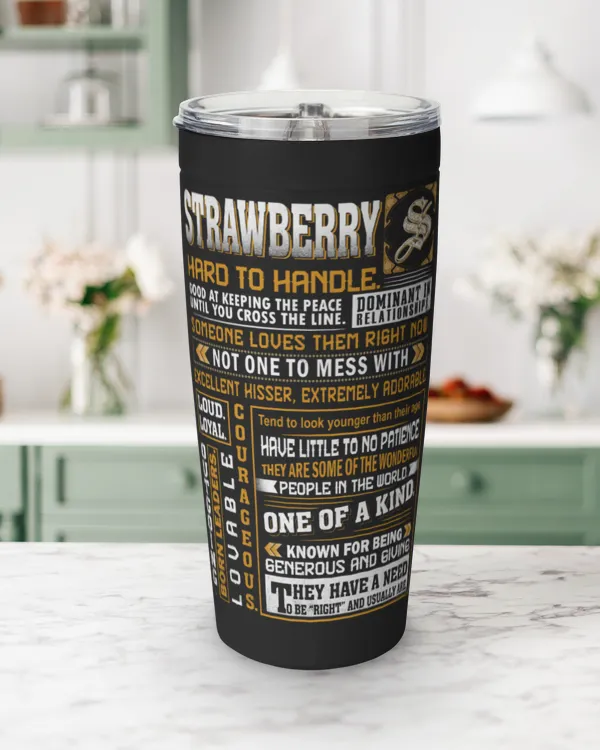 STRAWBERRY
S
HARD TO HANDLE.
GOOD AT KEEPING THE PEACE
UNTIL YOU CROSS THE LINE.
DOMINANT IN
RELATIONSHIP
SOMEONE LOVES THEM RIGHT NOW
NOT ONE TO MESS WITH
EXCELLENT HISSER, EXTREMELY ADORABLE
LOUD.
LOYAL.
BORN LEADERS.
LOVABLE
COURAGEOUS.
Tend to look younger than their age
HAVE LITTLE TO NO PATIENCE
THEY ARE SOME OF THE WONDERFUL
PEOPLE IN THE WORLD
ONE OF A KIND.
KNOWN FOR BEING
GENEROUS AND GIVING
THEY HAVE A NEED
TO BE "RIGHT" AND USUALLY ARE.